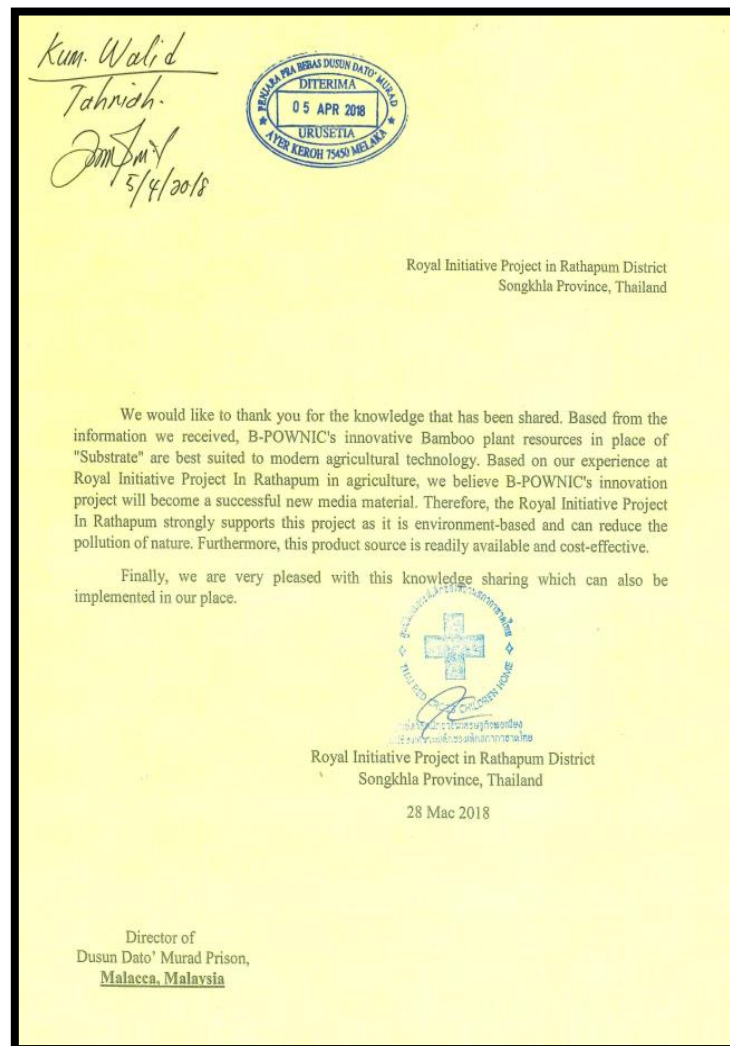 Kum. Walid
Tahniah.
5/4/2018
PENJARA PRA BEBAS DUSUN DATO' MURAD
DITERIMA
05 APR 2018
URUSETIA
AYER KEROH 75450 MELAKA
Royal Initiative Project in Rathapum District
Songkhla Province, Thailand
We would like to thank you for the knowledge that has been shared. Based from the
information we received, B-POWNIC's innovative Bamboo plant resources in place of
"Substrate" are best suited to modern agricultural technology. Based on our experience at
Royal Initiative Project In Rathapum in agriculture, we believe B-POWNIC's innovation
project will become a successful new media material. Therefore, the Royal Initiative Project
In Rathapum strongly supports this project as it is environment-based and can reduce the
pollution of nature. Furthermore, this product source is readily available and cost-effective.
Finally, we are very pleased with this knowledge sharing which can also be
implemented in our place.
THAI RED CROSS CHILDREN HOME
Royal Initiative Project in Rathapum District
Songkhla Province, Thailand
28 Mac 2018
Director of
Dusun Dato' Murad Prison,
Malacca, Malaysia